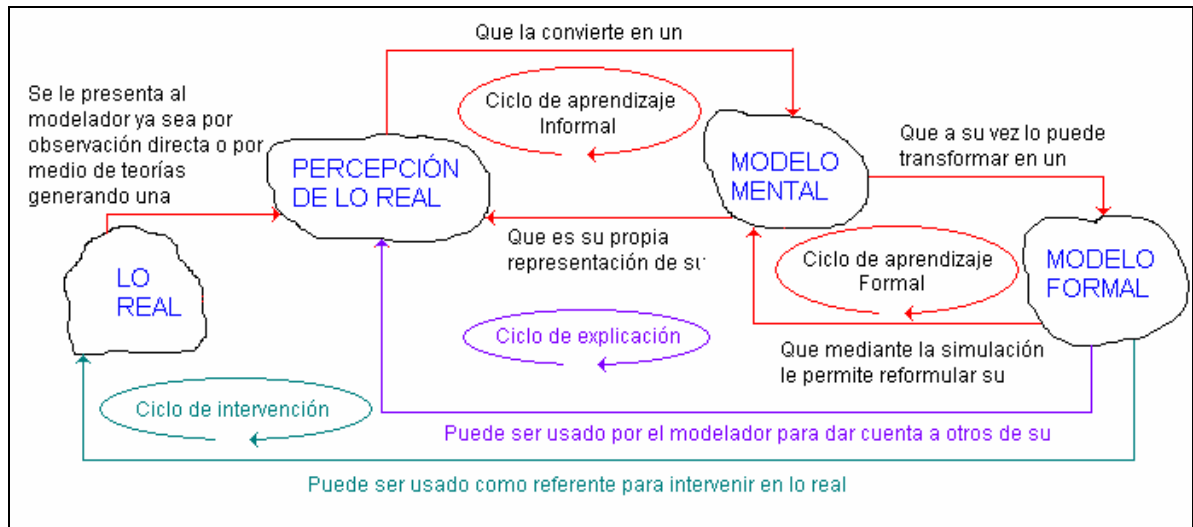 Que la convierte en un
Se le presenta al
modelador ya sea por
observación directa o por
medio de teorías
generando una
Ciclo de aprendizaje
Informal
PERCEPCIÓN
DE LO REAL
MODELO
MENTAL
Que a su vez lo puede
transformar en un
Que es su propia
representación de su
LO
REAL
Ciclo de aprendizaje
Formal
MODELO
FORMAL
Ciclo de explicación
Que mediante la simulación
le permite reformular su
Ciclo de intervención
Puede ser usado por el modelador para dar cuenta a otros de su
Puede ser usado como referente para intervenir en lo real